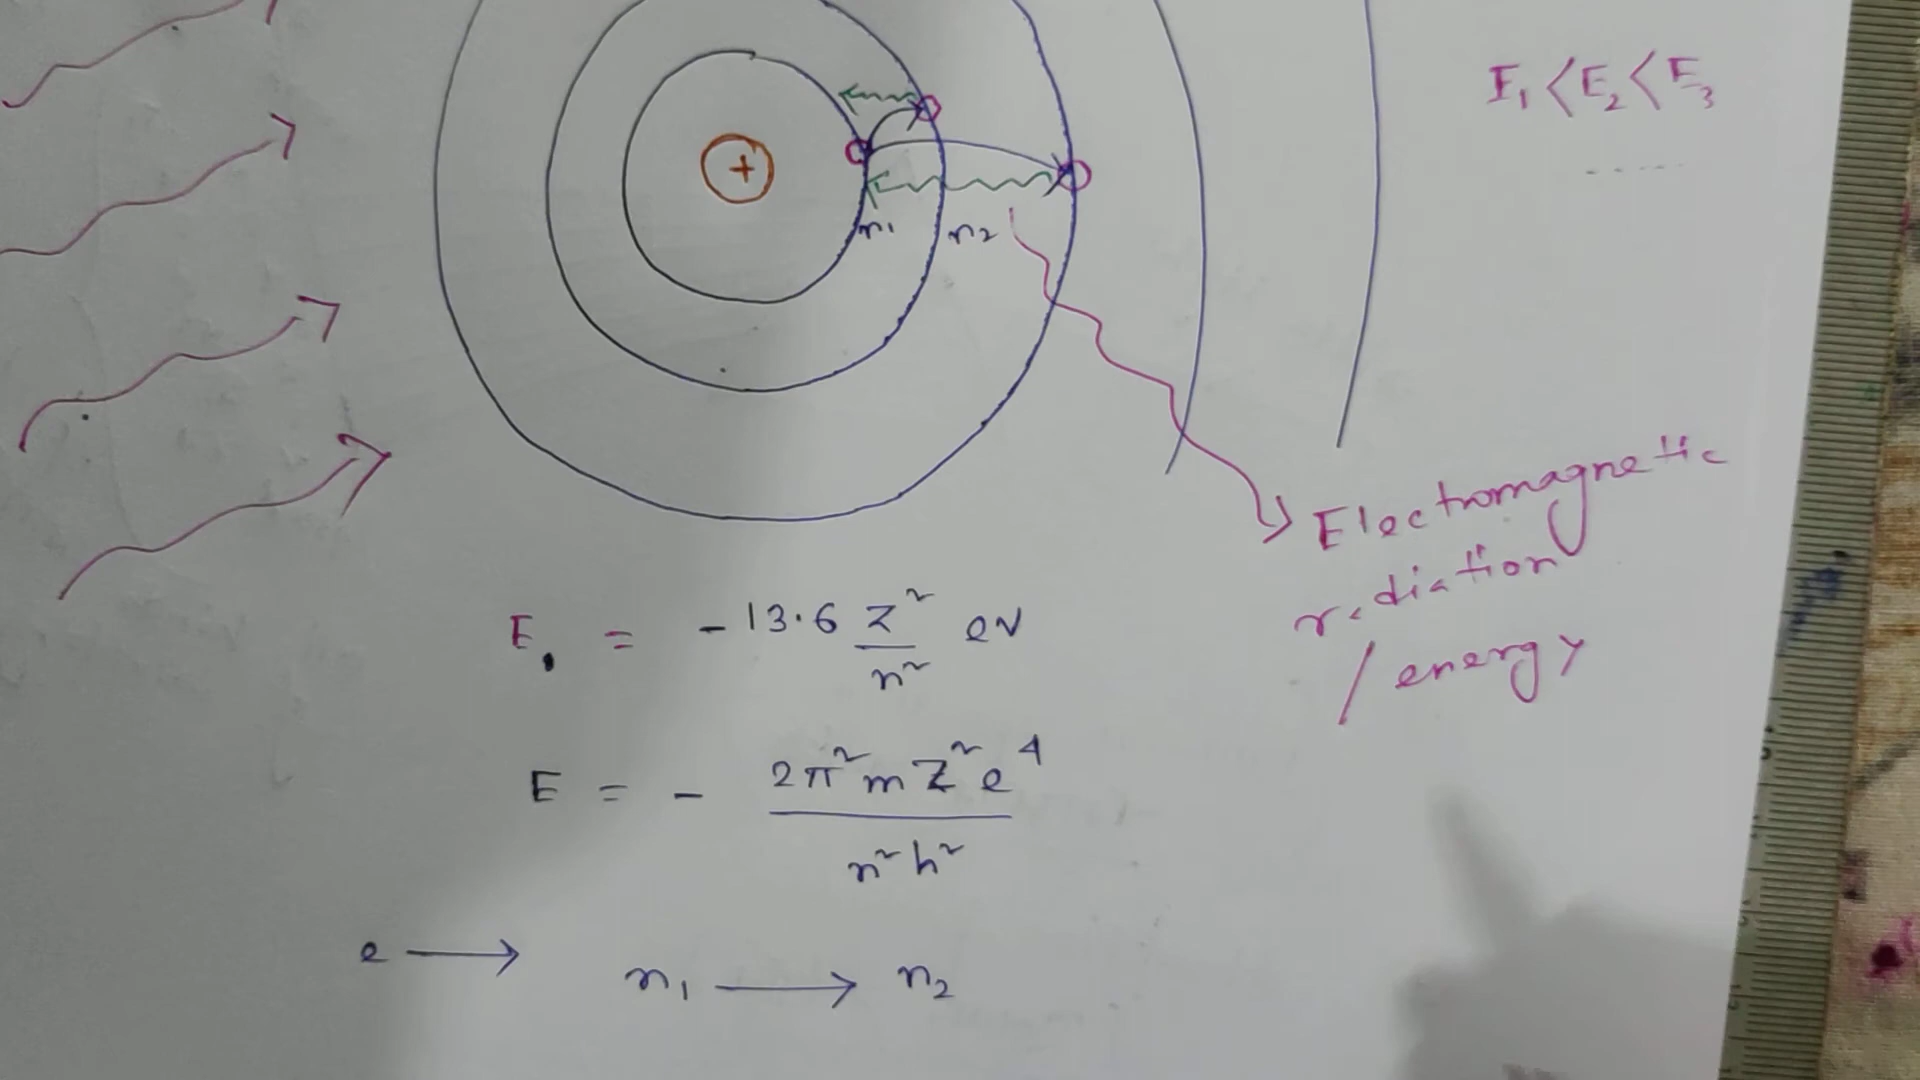 E₁ < E₂ < E₃
.....
+
n₁ n₂
Electromagnetic
radiation
/ energy
E. = - 13.6 Z²/n² eV
E = - 2π²mZ²e⁴/n²h²
e ⟶ n₁ ⟶ n₂